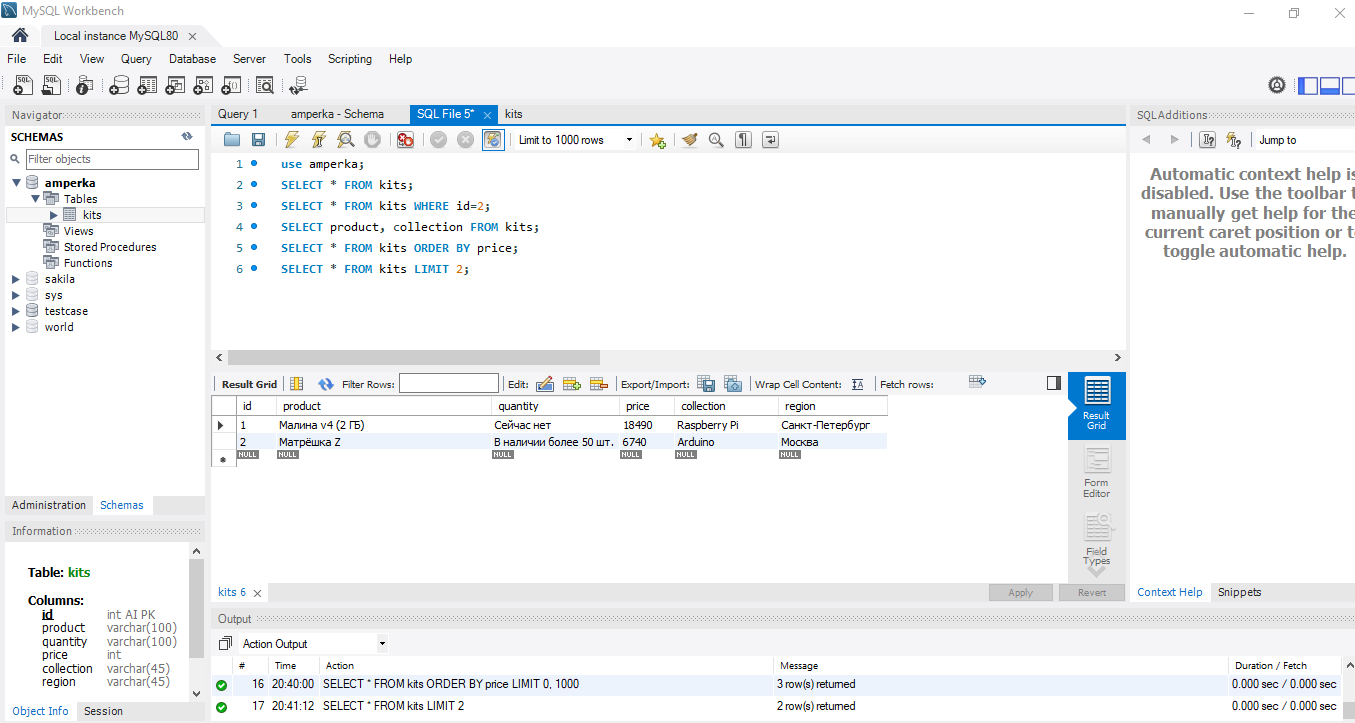 MySQL Workbench
Local instance MySQL80
File Edit View Query Database Server Tools Scripting Help
Navigator
SCHEMAS
Filter objects
amperka
Tables
kits
Views
Stored Procedures
Functions
sakila
sys
testcase
world
Administration Schemas
Information
Table: kits
Columns:
id int AI PK
product varchar(100)
quantity varchar(100)
price int
collection varchar(45)
region varchar(45)
Object Info Session
Query 1 amperka - Schema SQL File 5* kits
Limit to 1000 rows
1 use amperka;
2 SELECT * FROM kits;
3 SELECT * FROM kits WHERE id=2;
4 SELECT product, collection FROM kits;
5 SELECT * FROM kits ORDER BY price;
6 SELECT * FROM kits LIMIT 2;
Result Grid Filter Rows: Edit: Export/Import: Wrap Cell Content: Fetch rows:
id product quantity price collection region
1 Малина v4 (2 ГБ) Сейчас нет 18490 Raspberry Pi Санкт-Петербург
2 Матрёшка Z В наличии более 50 шт. 6740 Arduino Москва
NULL NULL NULL NULL NULL NULL
Result
Grid
Form
Editor
Field
Types
kits 6 Apply Revert
Output
Action Output
# Time Action Message Duration / Fetch
16 20:40:00 SELECT * FROM kits ORDER BY price LIMIT 0, 1000 3 row(s) returned 0.000 sec / 0.000 sec
17 20:41:12 SELECT * FROM kits LIMIT 2 2 row(s) returned 0.000 sec / 0.000 sec
SQLAdditions
Jump to
Automatic context help is
disabled. Use the toolbar t
manually get help for the
current caret position or t
toggle automatic help.
Context Help Snippets